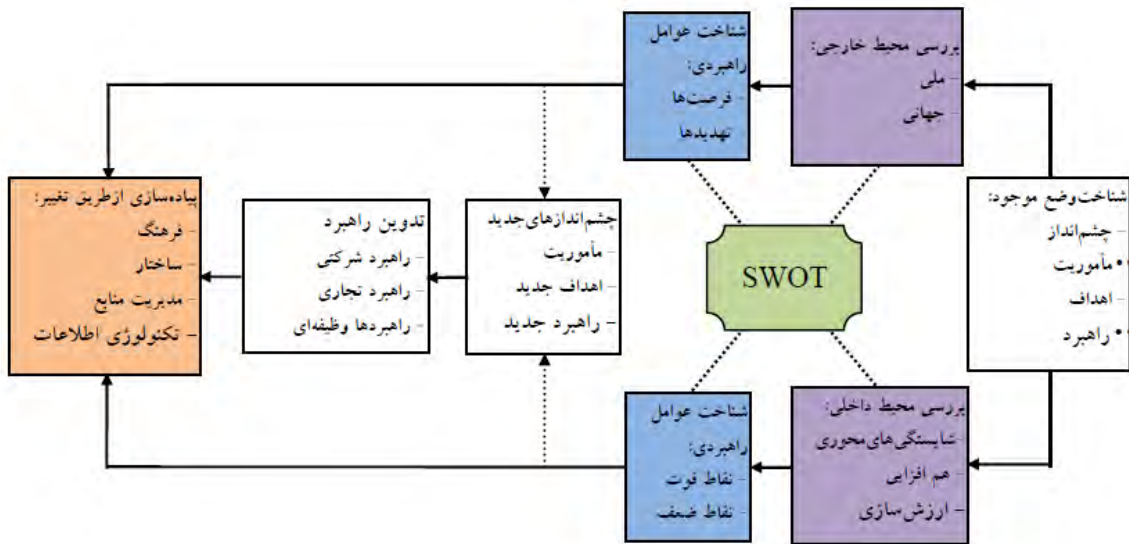 شناخت وضع موجود:
– چشم‌انداز
•• مأموریت
– اهداف
•• راهبرد
بررسی محیط خارجی:
– ملی
– جهانی
شناخت عوامل
راهبردی:
– فرصت‌ها
– تهدیدها
SWOT
بررسی محیط داخلی:
– شایستگی‌های محوری
– هم افزایی
– ارزش‌سازی
شناخت عوامل
راهبردی:
– نقاط قوت
– نقاط ضعف
چشم‌اندازهای‌جدید
– مأموریت
– اهداف جدید
– راهبرد جدید
تدوین راهبرد
– راهبرد شرکتی
– راهبرد تجاری
– راهبردها وظیفه‌ای
پیاده‌سازی ازطریق تغییر:
– فرهنگ
– ساختار
– مدیریت منابع
– تکنولوژی اطلاعات